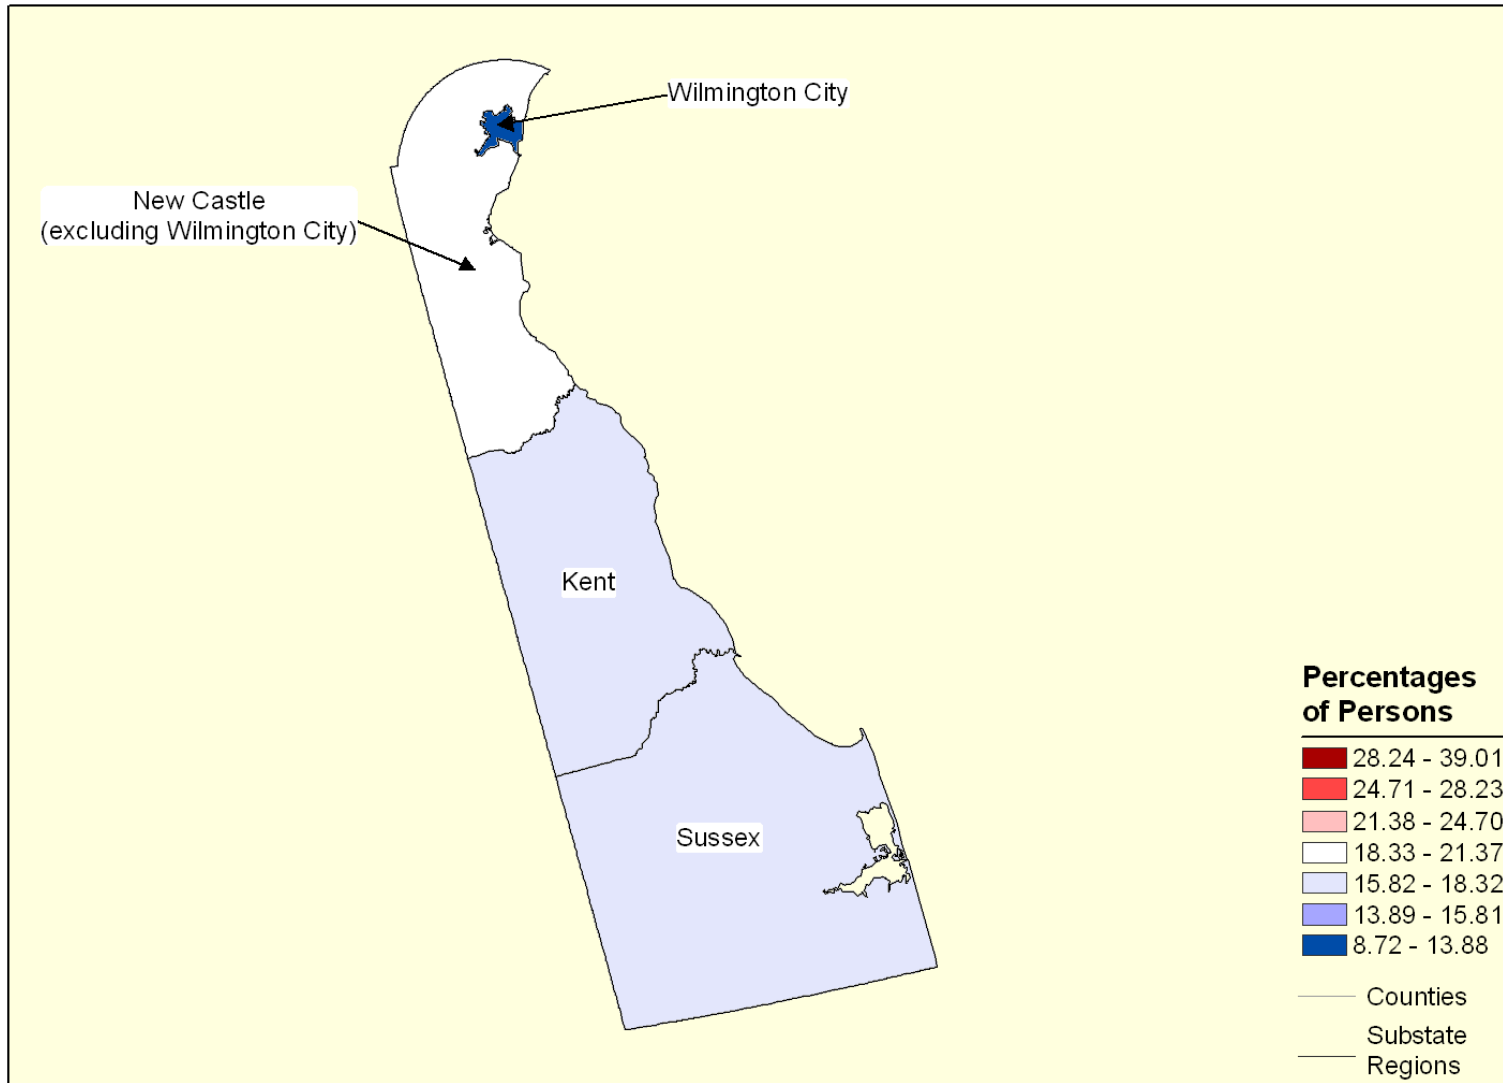 Wilmington City
New Castle
(excluding Wilmington City)
Kent
Sussex
Percentages
of Persons
28.24 - 39.01
24.71 - 28.23
21.38 - 24.70
18.33 - 21.37
15.82 - 18.32
13.89 - 15.81
8.72 - 13.88
Counties
Substate
Regions